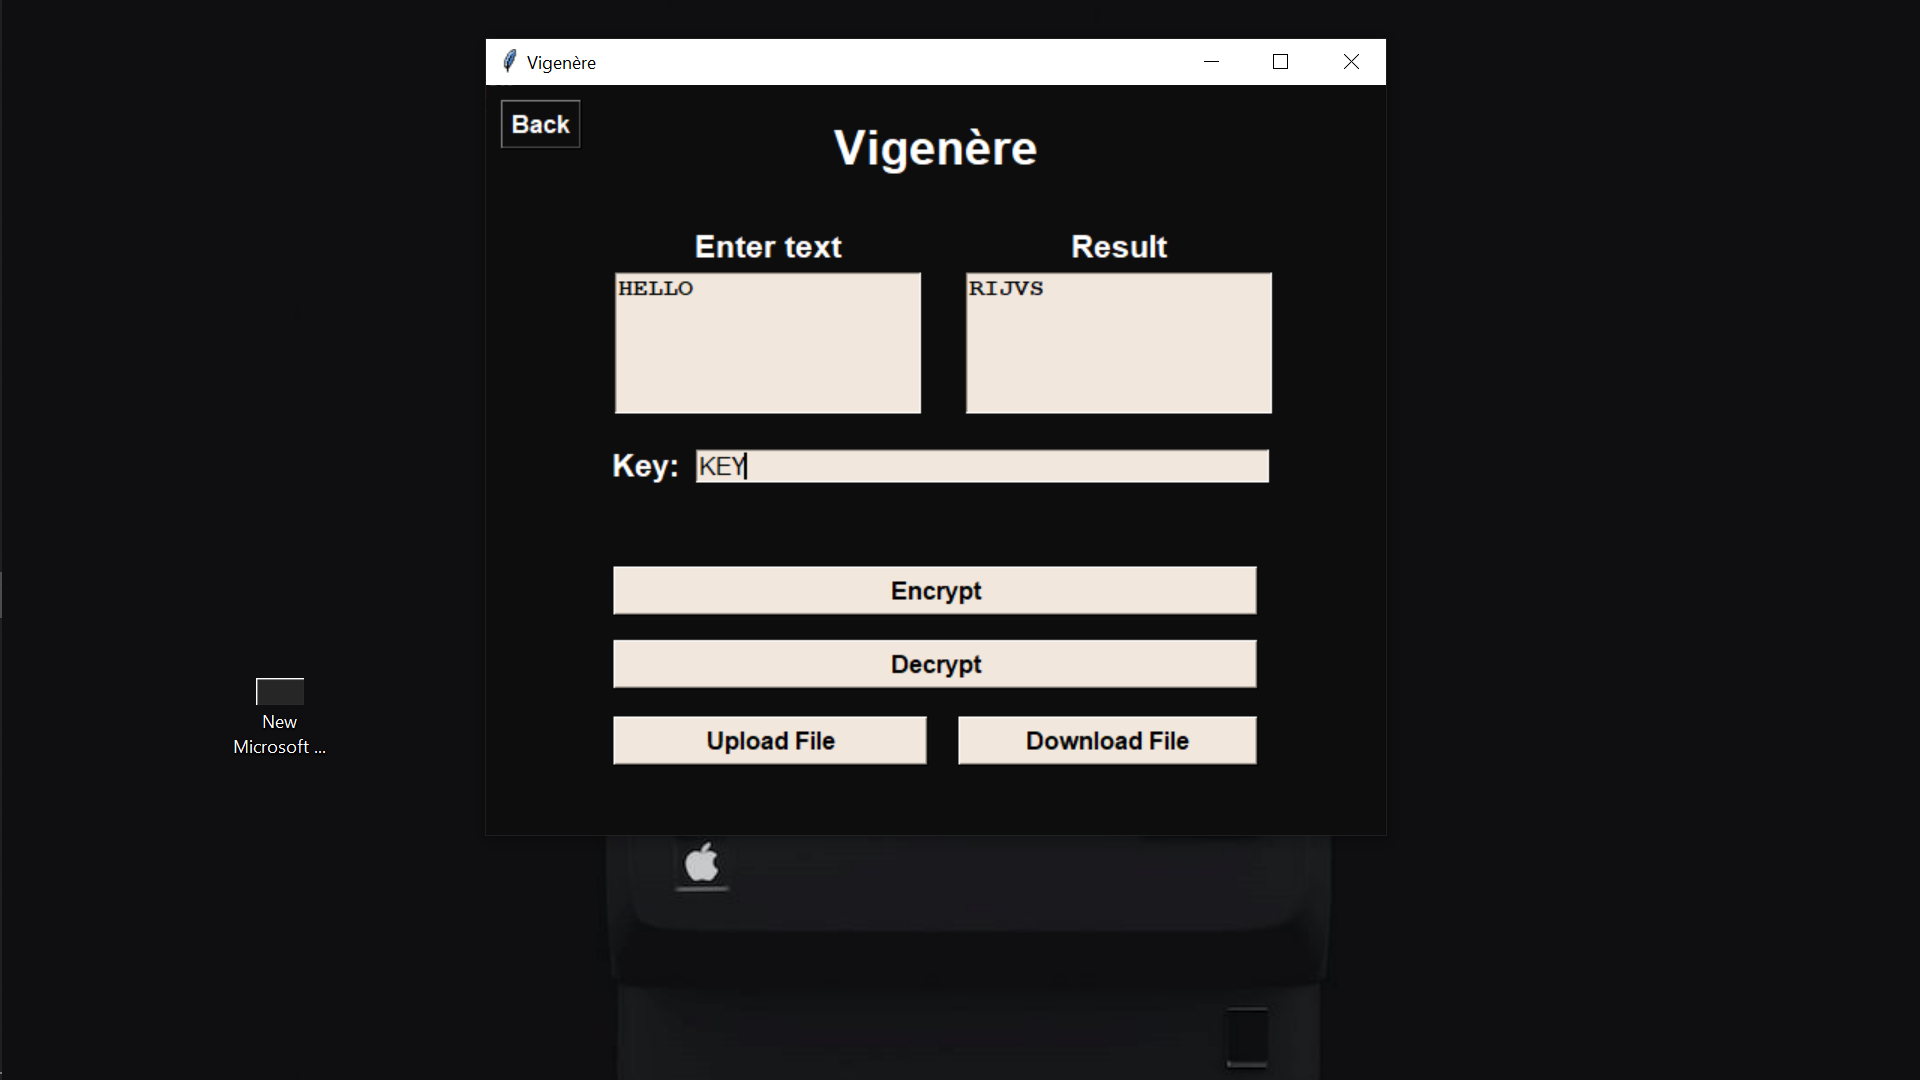 Vigenère
Back
Vigenère
Enter text
Result
HELLO
RIJVS
Key:
KEY
Encrypt
Decrypt
Upload File
Download File
New
Microsoft ...